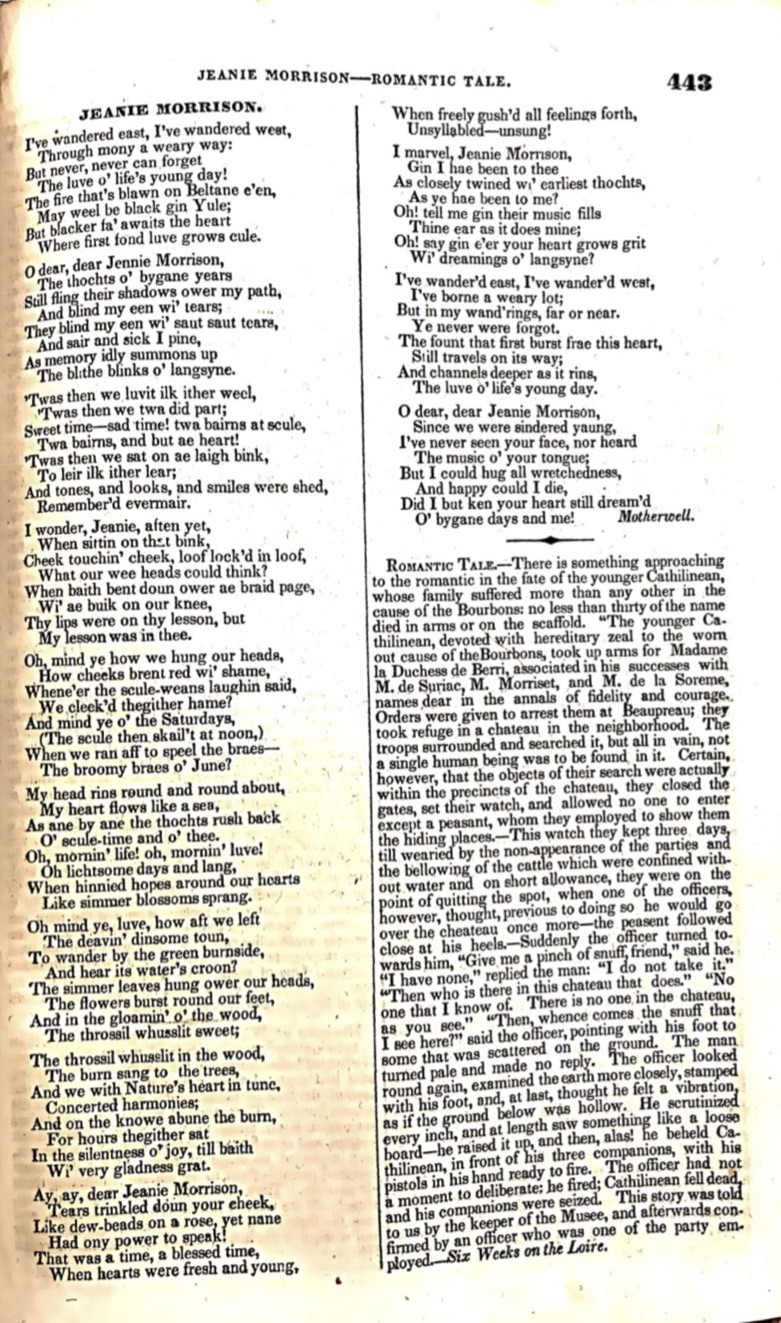 JEANIE MORRISON—ROMANTIC TALE.
443
JEANIE MORRISON.
I've wandered east, I've wandered west,
Through mony a weary way:
But never, never can forget
The luve o' life's young day!
The fire that's blawn on Beltane e'en,
May weel be black gin Yule;
But blacker fa' awaits the heart
Where first fond luve grows cule.
O dear, dear Jennie Morrison,
The thochts o' bygane years
Still fling their shadows ower my path,
And blind my een wi' tears;
They blind my een wi' saut saut tears,
And sair and sick I pine,
As memory idly summons up
The blithe blinks o' langsyne.
'Twas then we luvit ilk ither weel,
'Twas then we twa did part;
Sweet time—sad time! twa bairns at scule,
Twa bairns, and but ae heart!
'Twas then we sat on ae laigh bink,
To leir ilk ither lear;
And tones, and looks, and smiles were shed,
Remember'd evermair.
I wonder, Jeanie, aften yet,
When sittin on that bink,
Cheek touchin' cheek, loof lock'd in loof,
What our wee heads could think?
When baith bent doun ower ae braid page,
Wi' ae buik on our knee,
Thy lips were on thy lesson, but
My lesson was in thee.
Oh, mind ye how we hung our heads,
How cheeks brent red wi' shame,
Whene'er the scule-weans laughin said,
We cleek'd thegither hame?
And mind ye o' the Saturdays,
(The scule then skail't at noon,)
When we ran aff to speel the braes—
The broomy braes o' June?
My head rins round and round about,
My heart flows like a sea,
As ane by ane the thochts rush back
O' scule-time and o' thee.
Oh, mornin' life! oh, mornin' luve!
Oh lichtsome days and lang,
When hinnied hopes around our hearts
Like simmer blossoms sprang.
Oh mind ye, luve, how aft we left
The deavin' dinsome toun,
To wander by the green burnside,
And hear its water's croon?
The simmer leaves hung ower our heads,
The flowers burst round our feet,
And in the gloamin' o' the wood,
The throssil whusslit sweet;
The throssil whusslit in the wood,
The burn sang to the trees,
And we with Nature's heart in tune,
Concerted harmonies;
And on the knowe abune the burn,
For hours thegither sat
In the silentness o' joy, till baith
Wi' very gladness grat.
Ay, ay, dear Jeanie Morrison,
Tears trinkled doun your cheek,
Like dew-beads on a rose, yet nane
Had ony power to speak!
That was a time, a blessed time,
When hearts were fresh and young,
When freely gush'd all feelings forth,
Unsyllabled—unsung!
I marvel, Jeanie Morrison,
Gin I hae been to thee
As closely twined wi' earliest thochts,
As ye hae been to me?
Oh! tell me gin their music fills
Thine ear as it does mine;
Oh! say gin e'er your heart grows grit
Wi' dreamings o' langsyne?
I've wander'd east, I've wander'd west,
I've borne a weary lot;
But in my wand'rings, far or near.
Ye never were forgot.
The fount that first burst frae this heart,
Still travels on its way;
And channels deeper as it rins,
The luve o' life's young day.
O dear, dear Jeanie Morrison,
Since we were sindered yaung,
I've never seen your face, nor heard
The music o' your tongue;
But I could hug all wretchedness,
And happy could I die,
Did I but ken your heart still dream'd
O' bygane days and me! Motherwell.
ROMANTIC TALE.—There is something approaching
to the romantic in the fate of the younger Cathilinean,
whose family suffered more than any other in the
cause of the Bourbons: no less than thirty of the name
died in arms or on the scaffold. "The younger Ca-
thilinean, devoted with hereditary zeal to the worn
out cause of theBourbons, took up arms for Madame
la Duchess de Berri, associated in his successes with
M. de Suriac, M. Morriset, and M. de la Soreme,
names dear in the annals of fidelity and courage.
Orders were given to arrest them at Beaupreau; they
took refuge in a chateau in the neighborhood. The
troops surrounded and searched it, but all in vain, not
a single human being was to be found in it. Certain,
however, that the objects of their search were actually
within the precincts of the chateau, they closed the
gates, set their watch, and allowed no one to enter
except a peasant, whom they employed to show them
the hiding places.—This watch they kept three days,
till wearied by the non-appearance of the parties and
the bellowing of the cattle which were confined with-
out water and on short allowance, they were on the
point of quitting the spot, when one of the officers,
however, thought, previous to doing so he would go
over the cheateau once more—the peasent followed
close at his heels.—Suddenly the officer turned to-
wards him, "Give me a pinch of snuff, friend," said he.
"I have none," replied the man: "I do not take it."
"Then who is there in this chateau that does." "No
one that I know of. There is no one in the chateau,
as you see." "Then, whence comes the snuff that
I see here?" said the officer, pointing with his foot to
some that was scattered on the ground. The man
turned pale and made no reply. The officer looked
round again, examined the earth more closely, stamped
with his foot, and, at last, thought he felt a vibration,
as if the ground below was hollow. He scrutinized
every inch, and at length saw something like a loose
board—he raised it up, and then, alas! he beheld Ca-
thilinean, in front of his three companions, with his
pistols in his hand ready to fire. The officer had not
a moment to deliberate: he fired; Cathilinean fell dead,
and his companions were seized. This story was told
to us by the keeper of the Musee, and afterwards con-
firmed by an officer who was one of the party em-
ployed.—Six Weeks on the Loire.